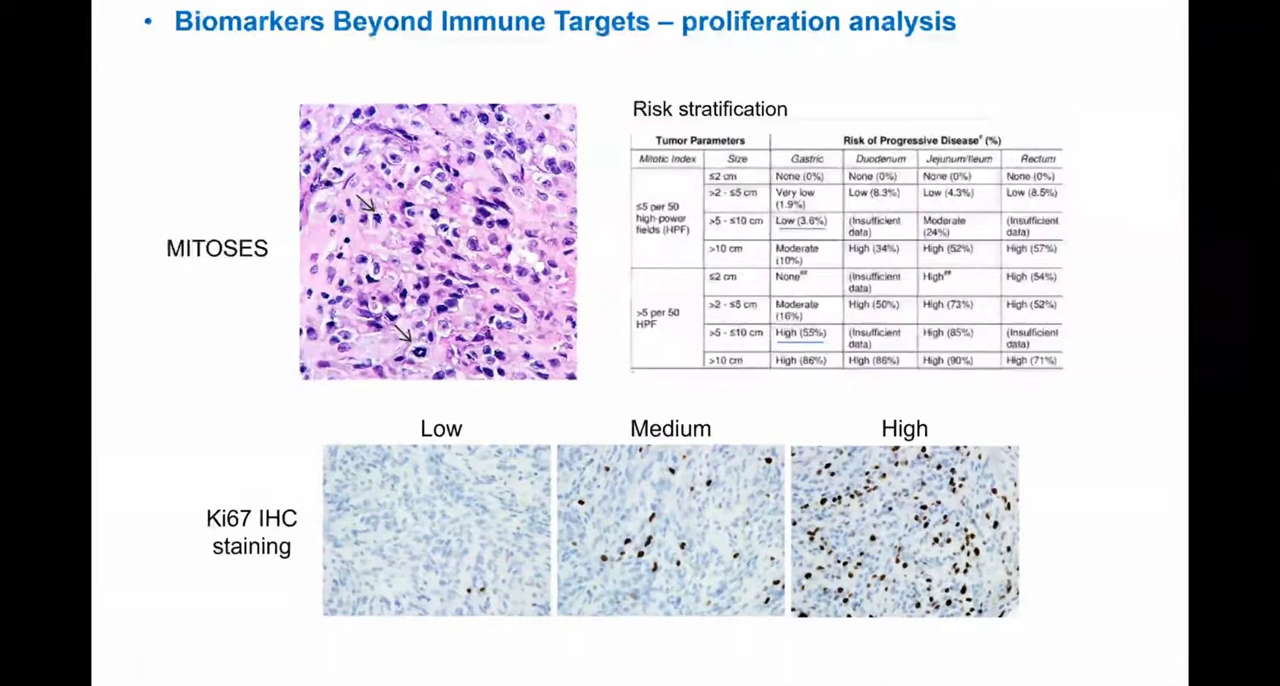 • Biomarkers Beyond Immune Targets – proliferation analysis
MITOSES
Risk stratification
Tumor Parameters Risk of Progressive Disease# (%)
Mitotic Index Size Gastric Duodenum Jejunum/Ileum Rectum
≤5 per 50 high-power fields (HPF) ≤2 cm None (0%) None (0%) None (0%) None (0%)
>2 - ≤5 cm Very low (1.9%) Low (8.3%) Low (4.3%) Low (8.5%)
>5 - ≤10 cm Low (3.6%) (Insufficient data) Moderate (24%) (Insufficient data)
>10 cm Moderate (10%) High (34%) High (52%) High (57%)
>5 per 50 HPF ≤2 cm None## (Insufficient data) High## High (54%)
>2 - ≤5 cm Moderate (16%) High (50%) High (73%) High (52%)
>5 - ≤10 cm High (55%) (Insufficient data) High (85%) (Insufficient data)
>10 cm High (86%) High (86%) High (90%) High (71%)
Low Medium High
Ki67 IHC
staining